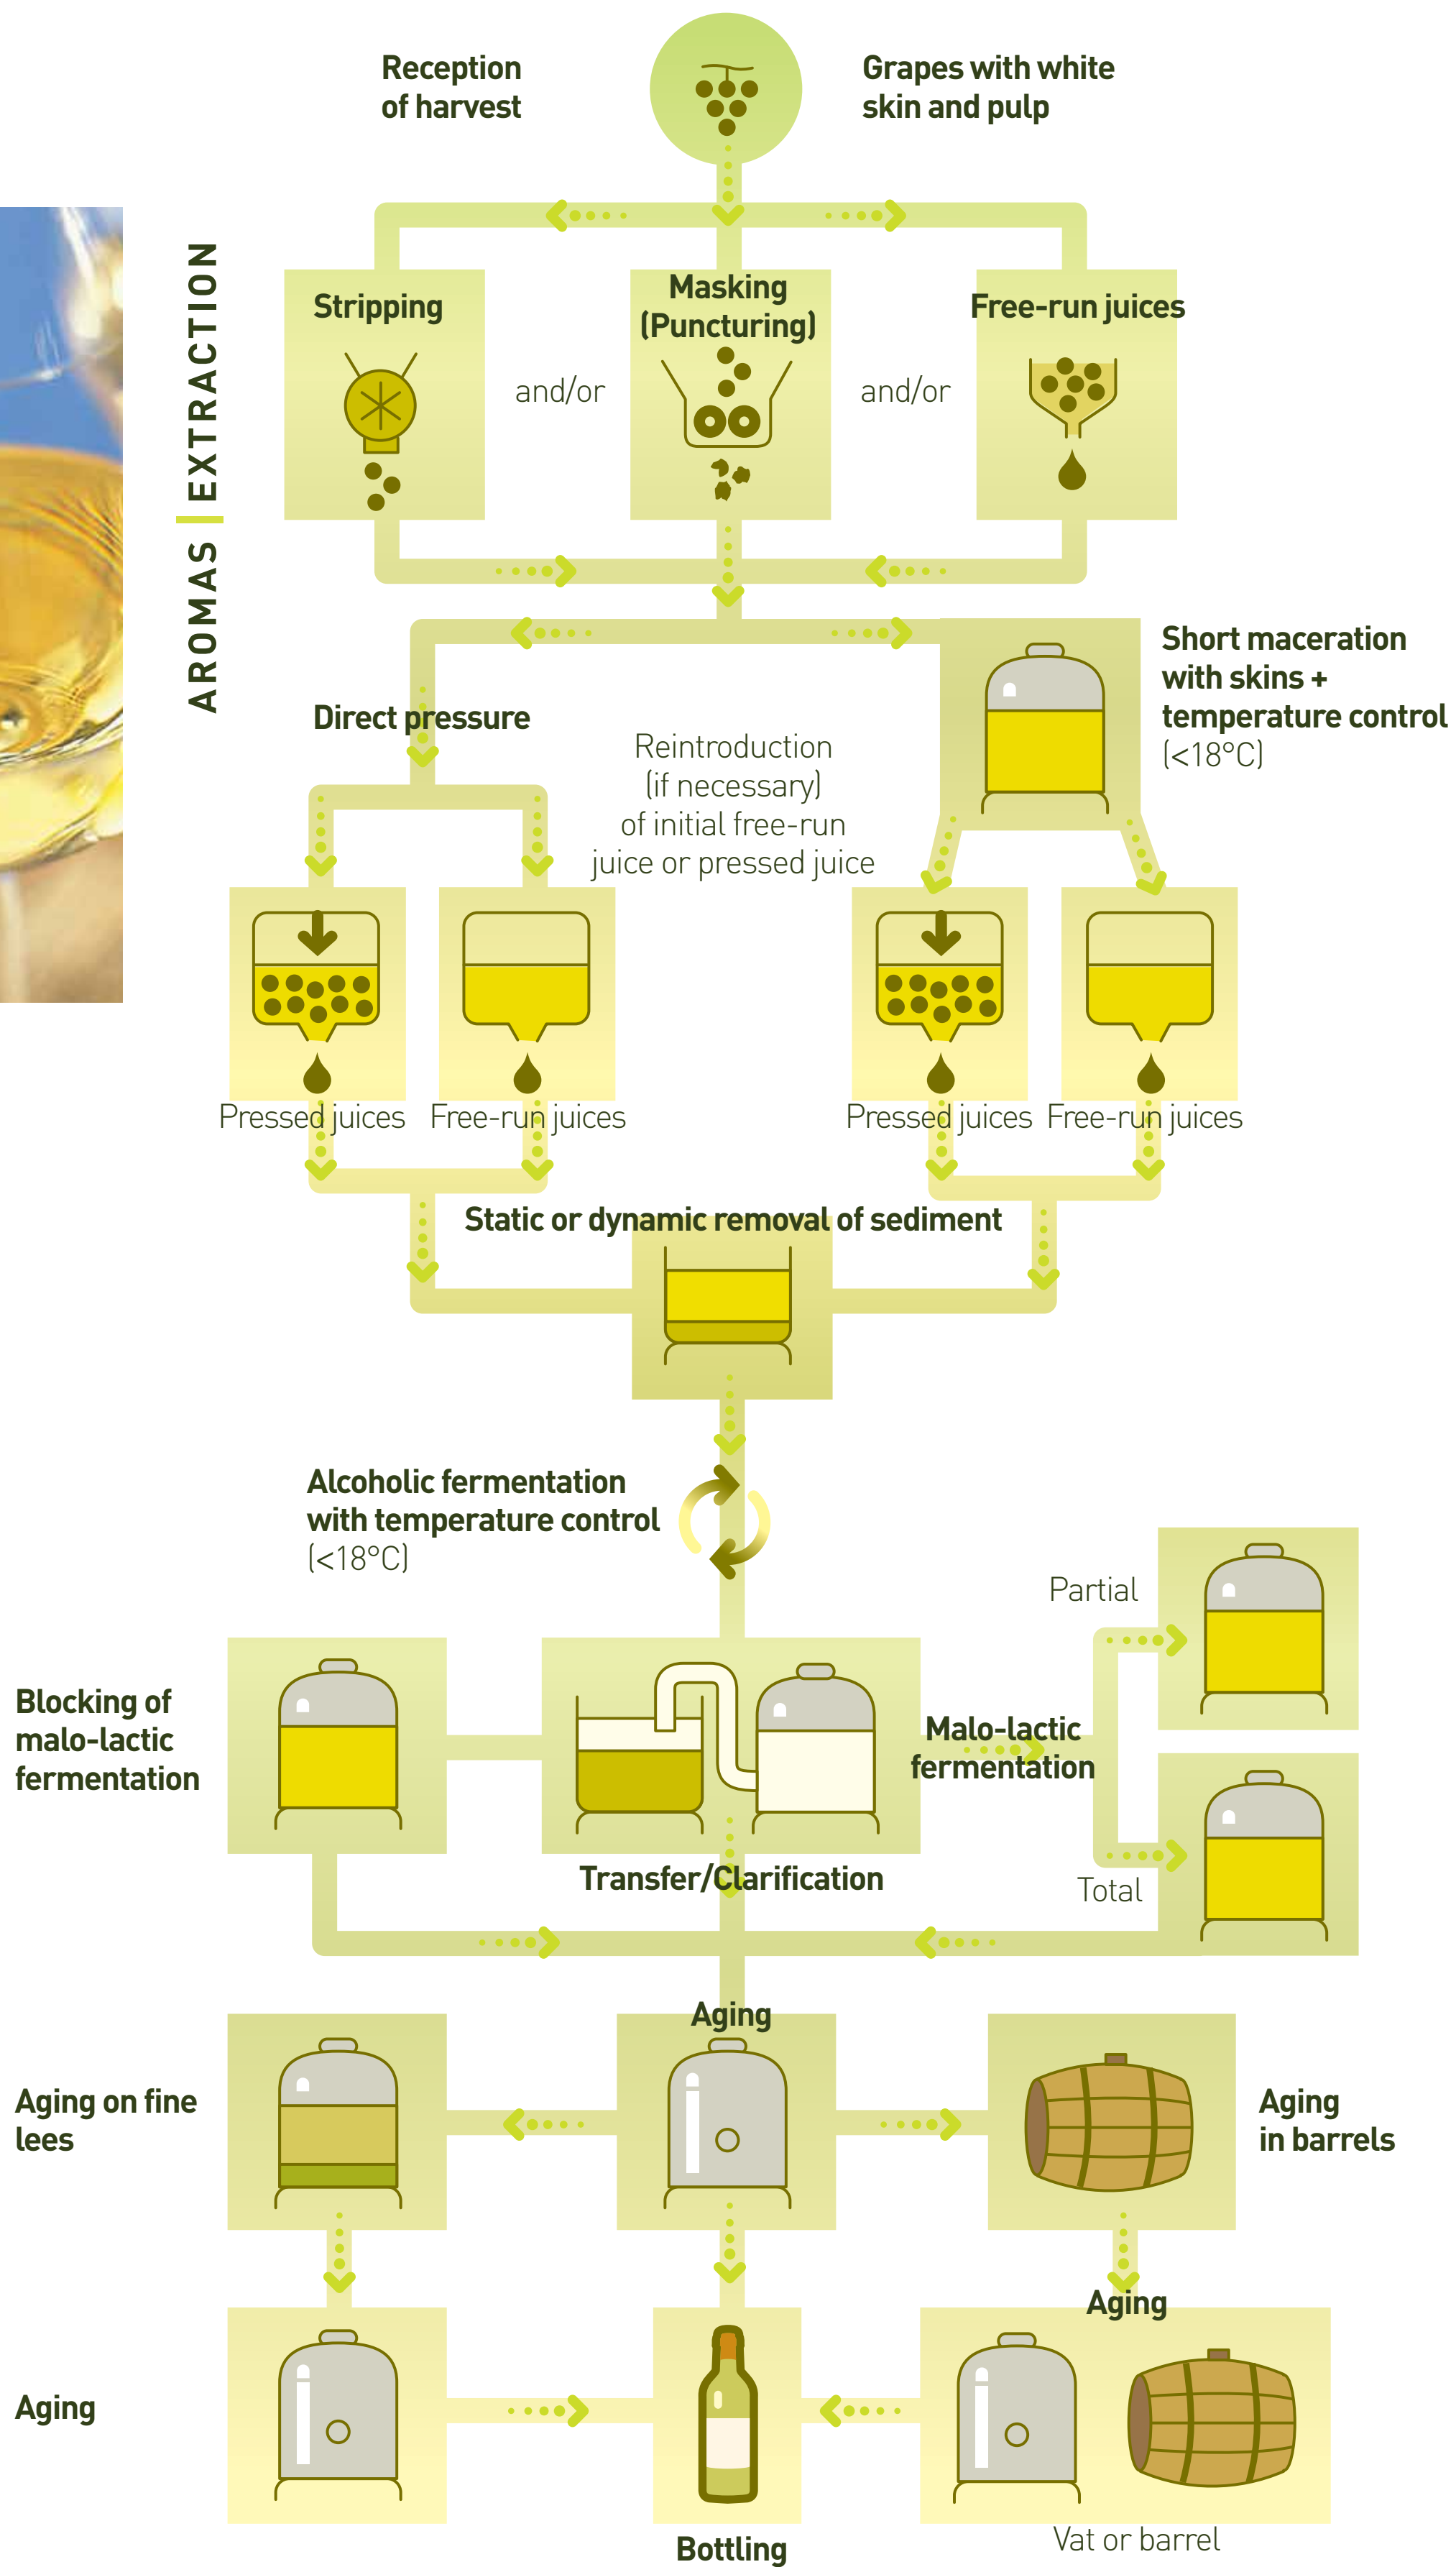 Reception
of harvest
Grapes with white
skin and pulp
AROMAS | EXTRACTION
Stripping
and/or
Masking
(Puncturing)
and/or
Free-run juices
Direct pressure
Reintroduction
(if necessary)
of initial free-run
juice or pressed juice
Short maceration
with skins +
temperature control
(<18°C)
Pressed juices
Free-run juices
Pressed juices
Free-run juices
Static or dynamic removal of sediment
Alcoholic fermentation
with temperature control
(<18°C)
Partial
Blocking of
malo-lactic
fermentation
Malo-lactic
fermentation
Transfer/Clarification
Total
Aging
Aging on fine
lees
Aging
in barrels
Aging
Aging
Bottling
Vat or barrel